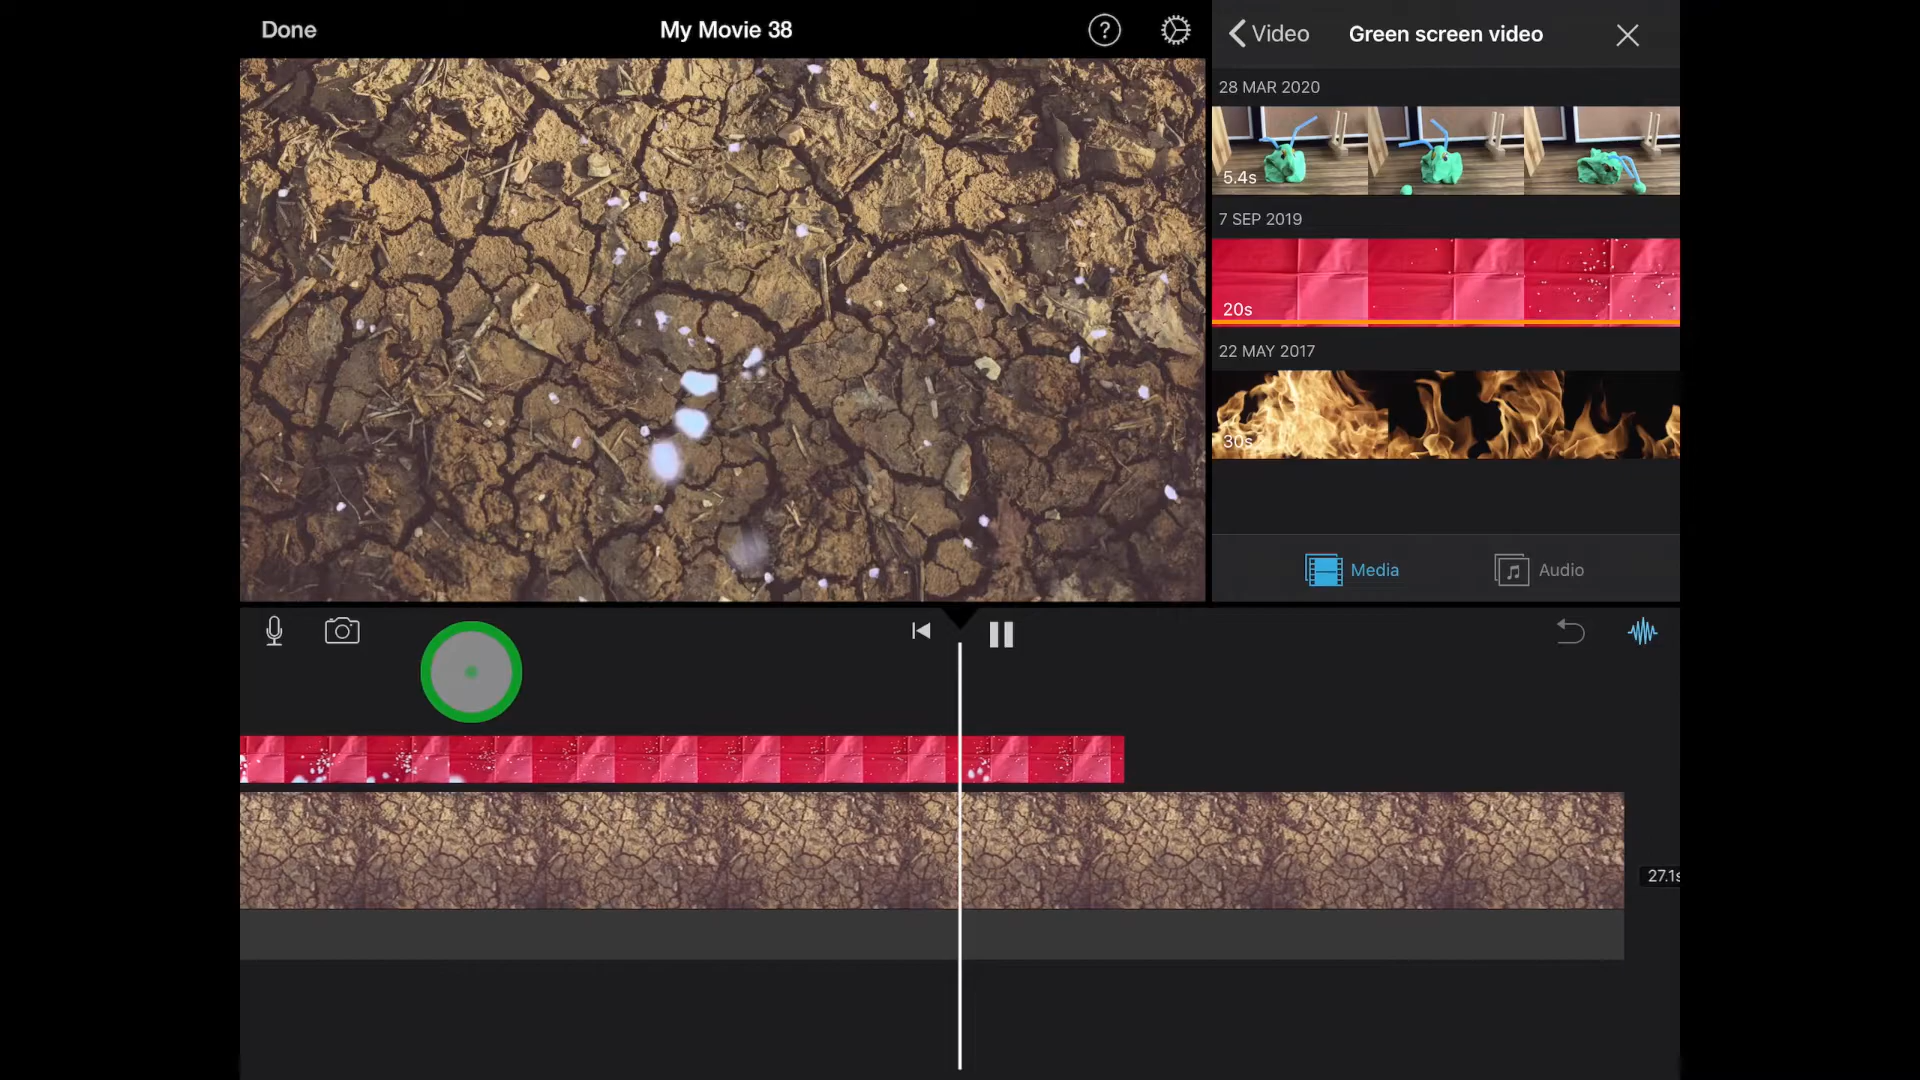 Done
My Movie 38
?
Video
Green screen video
28 MAR 2020
5.4s
7 SEP 2019
20s
22 MAY 2017
30s
Media
Audio
27.1s